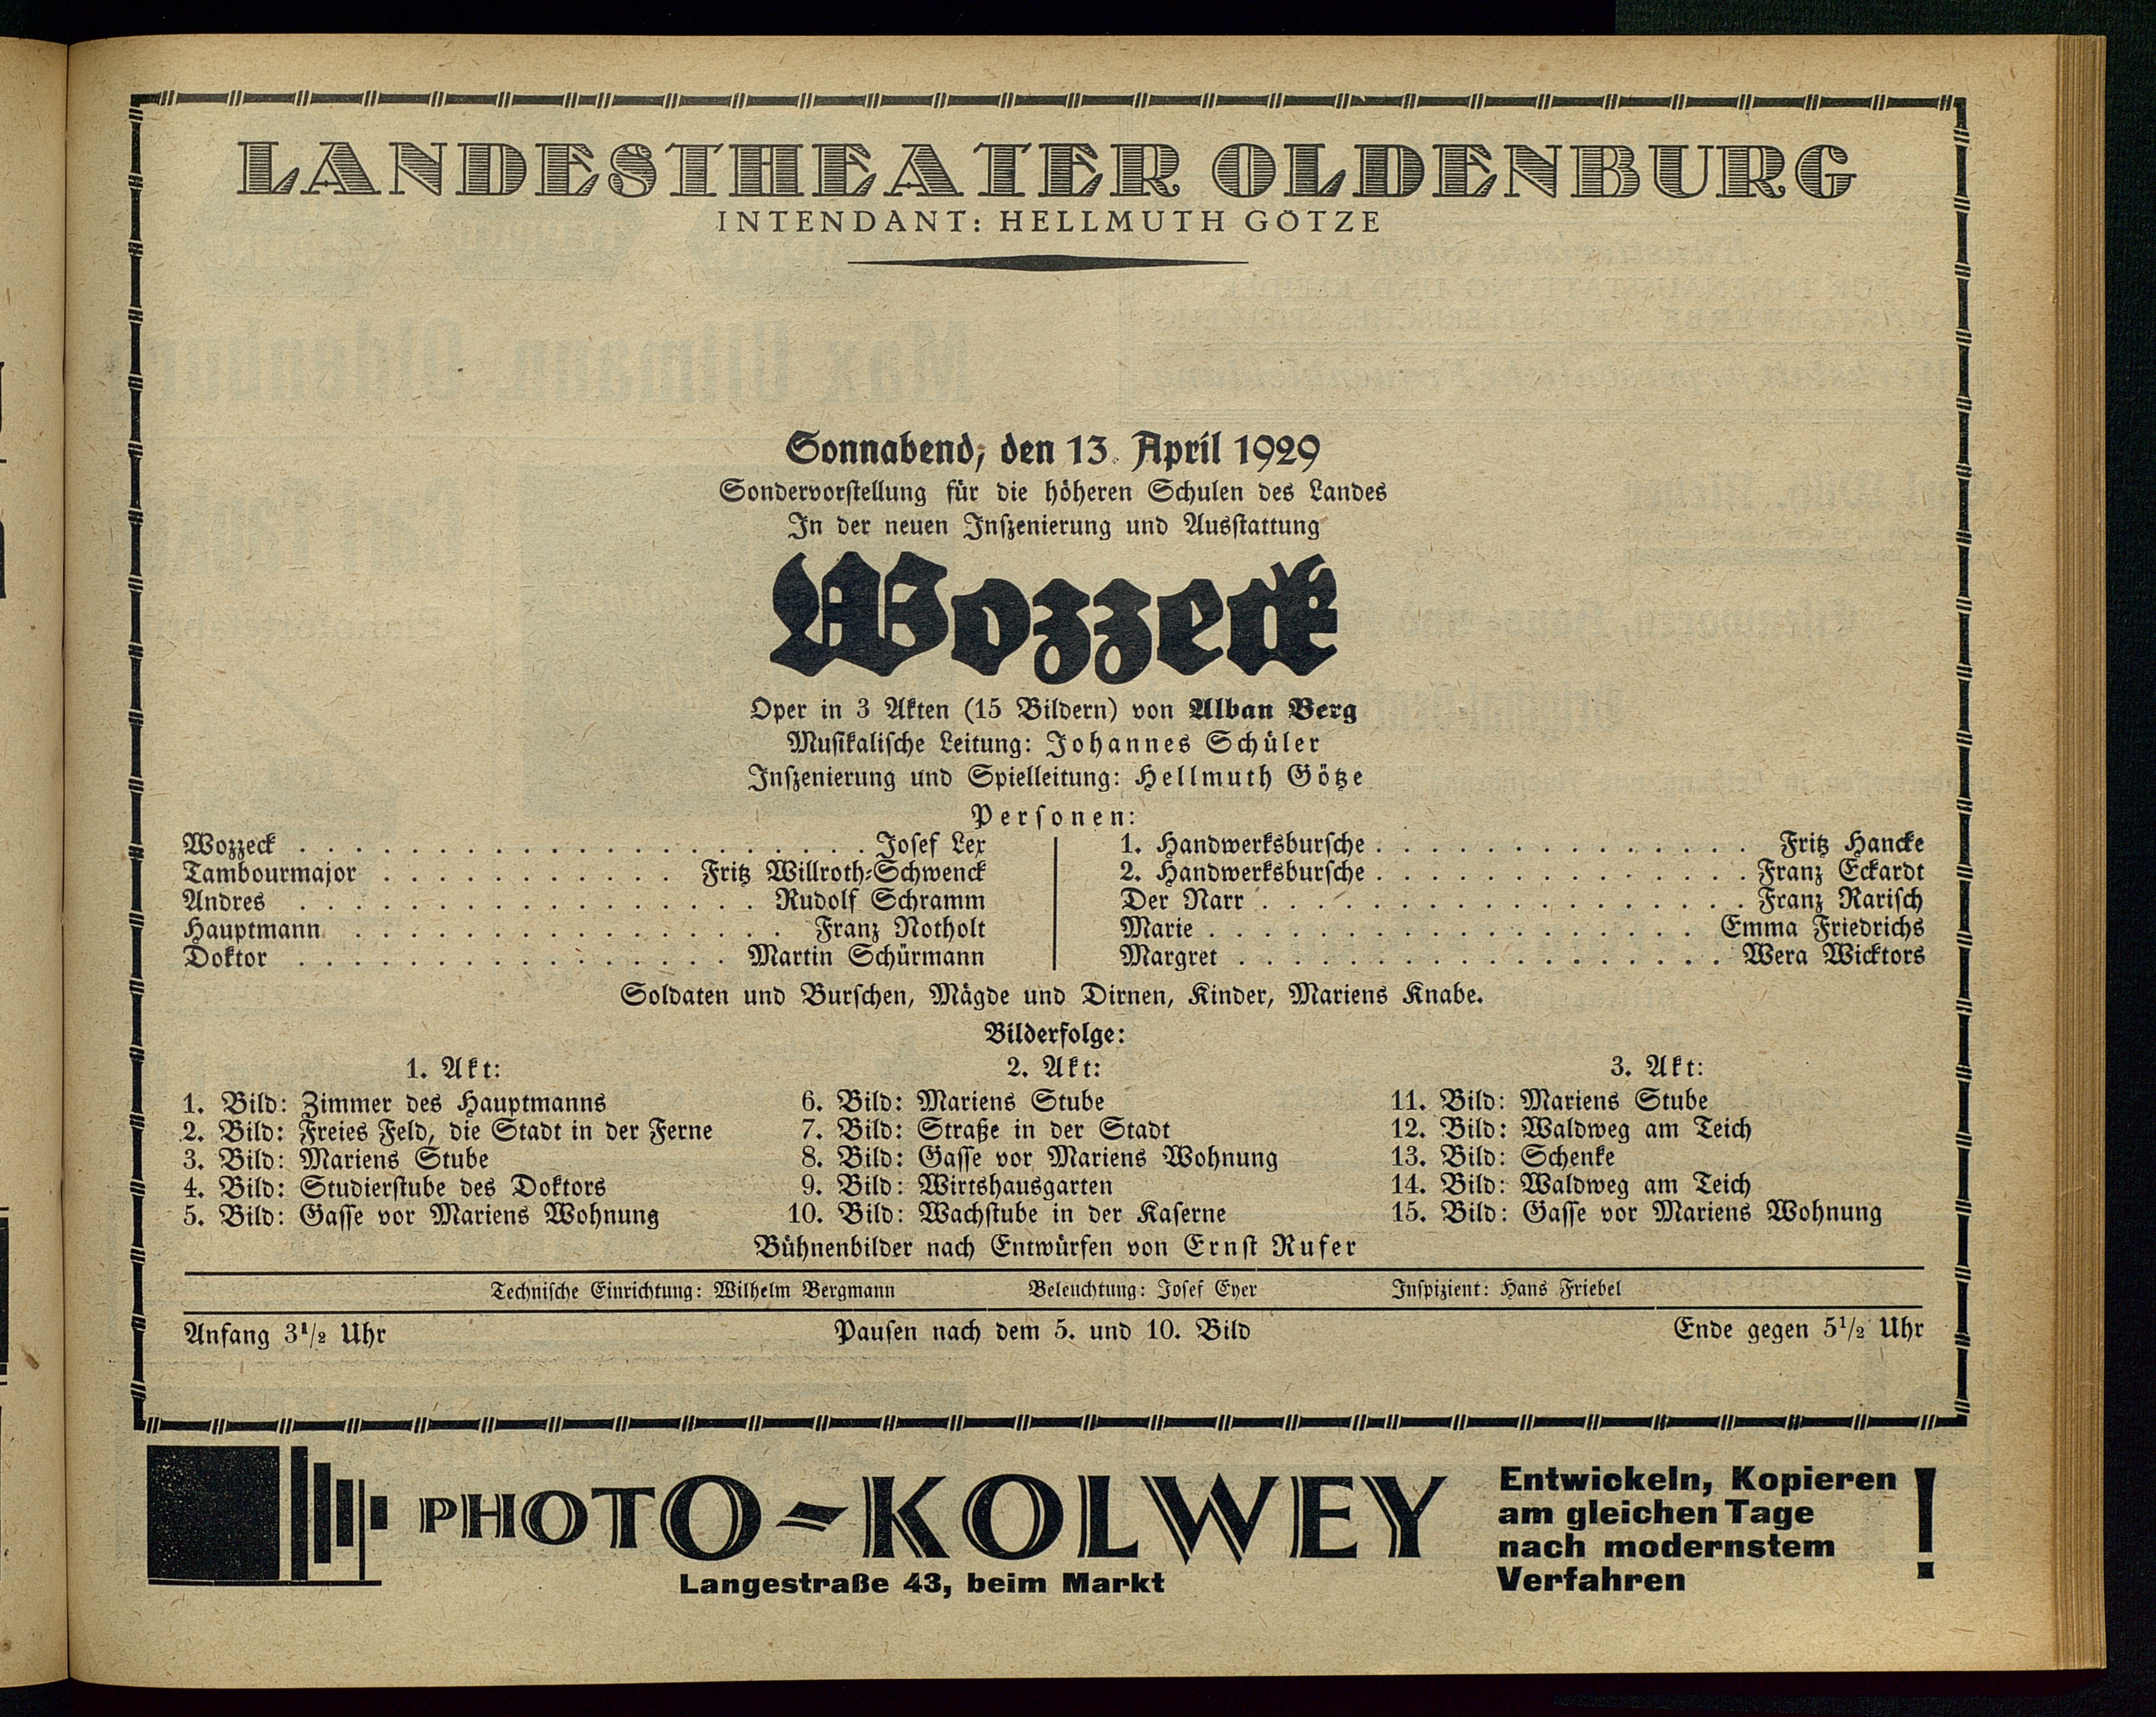 LANDESTHEATER OLDENBURG
INTENDANT: HELLMUTH GÖTZE
Sonnabend, den 13. April 1929
Sondervorstellung für die höheren Schulen des Landes
In der neuen Inszenierung und Ausstattung
Wozzeck
Oper in 3 Akten (15 Bildern) von Alban Berg
Musikalische Leitung: Johannes Schüler
Inszenierung und Spielleitung: Hellmuth Götze
Personen:
Wozzeck . . . . . . . . . . . . . . . . . . . . . Josef Lex
Tambourmajor . . . . . . . . . . . Fritz Willroth-Schwenck
Andres . . . . . . . . . . . . . . . . . Rudolf Schramm
Hauptmann . . . . . . . . . . . . . . . . Franz Notholt
Doktor . . . . . . . . . . . . . . . . Martin Schürmann
1. Handwerksbursche . . . . . . . . . . . . . . Fritz Hancke
2. Handwerksbursche . . . . . . . . . . . . . . Franz Eckardt
Der Narr . . . . . . . . . . . . . . . . . . Franz Rarisch
Marie . . . . . . . . . . . . . . . . . . Emma Friedrichs
Margret . . . . . . . . . . . . . . . . . . Wera Wicktors
Soldaten und Burschen, Mägde und Dirnen, Kinder, Mariens Knabe.
Bilderfolge:
1. Akt:
1. Bild: Zimmer des Hauptmanns
2. Bild: Freies Feld, die Stadt in der Ferne
3. Bild: Mariens Stube
4. Bild: Studierstube des Doktors
5. Bild: Gasse vor Mariens Wohnung
2. Akt:
6. Bild: Mariens Stube
7. Bild: Straße in der Stadt
8. Bild: Gasse vor Mariens Wohnung
9. Bild: Wirtshausgarten
10. Bild: Wachstube in der Kaserne
3. Akt:
11. Bild: Mariens Stube
12. Bild: Waldweg am Teich
13. Bild: Schenke
14. Bild: Waldweg am Teich
15. Bild: Gasse vor Mariens Wohnung
Bühnenbilder nach Entwürfen von Ernst Rufer
Technische Einrichtung: Wilhelm Bergmann Beleuchtung: Josef Eyer Inspizient: Hans Friebel
Anfang 3½ Uhr Pausen nach dem 5. und 10. Bild Ende gegen 5½ Uhr
PHOTO-KOLWEY
Langestraße 43, beim Markt
Entwickeln, Kopieren
am gleichen Tage
nach modernstem
Verfahren !